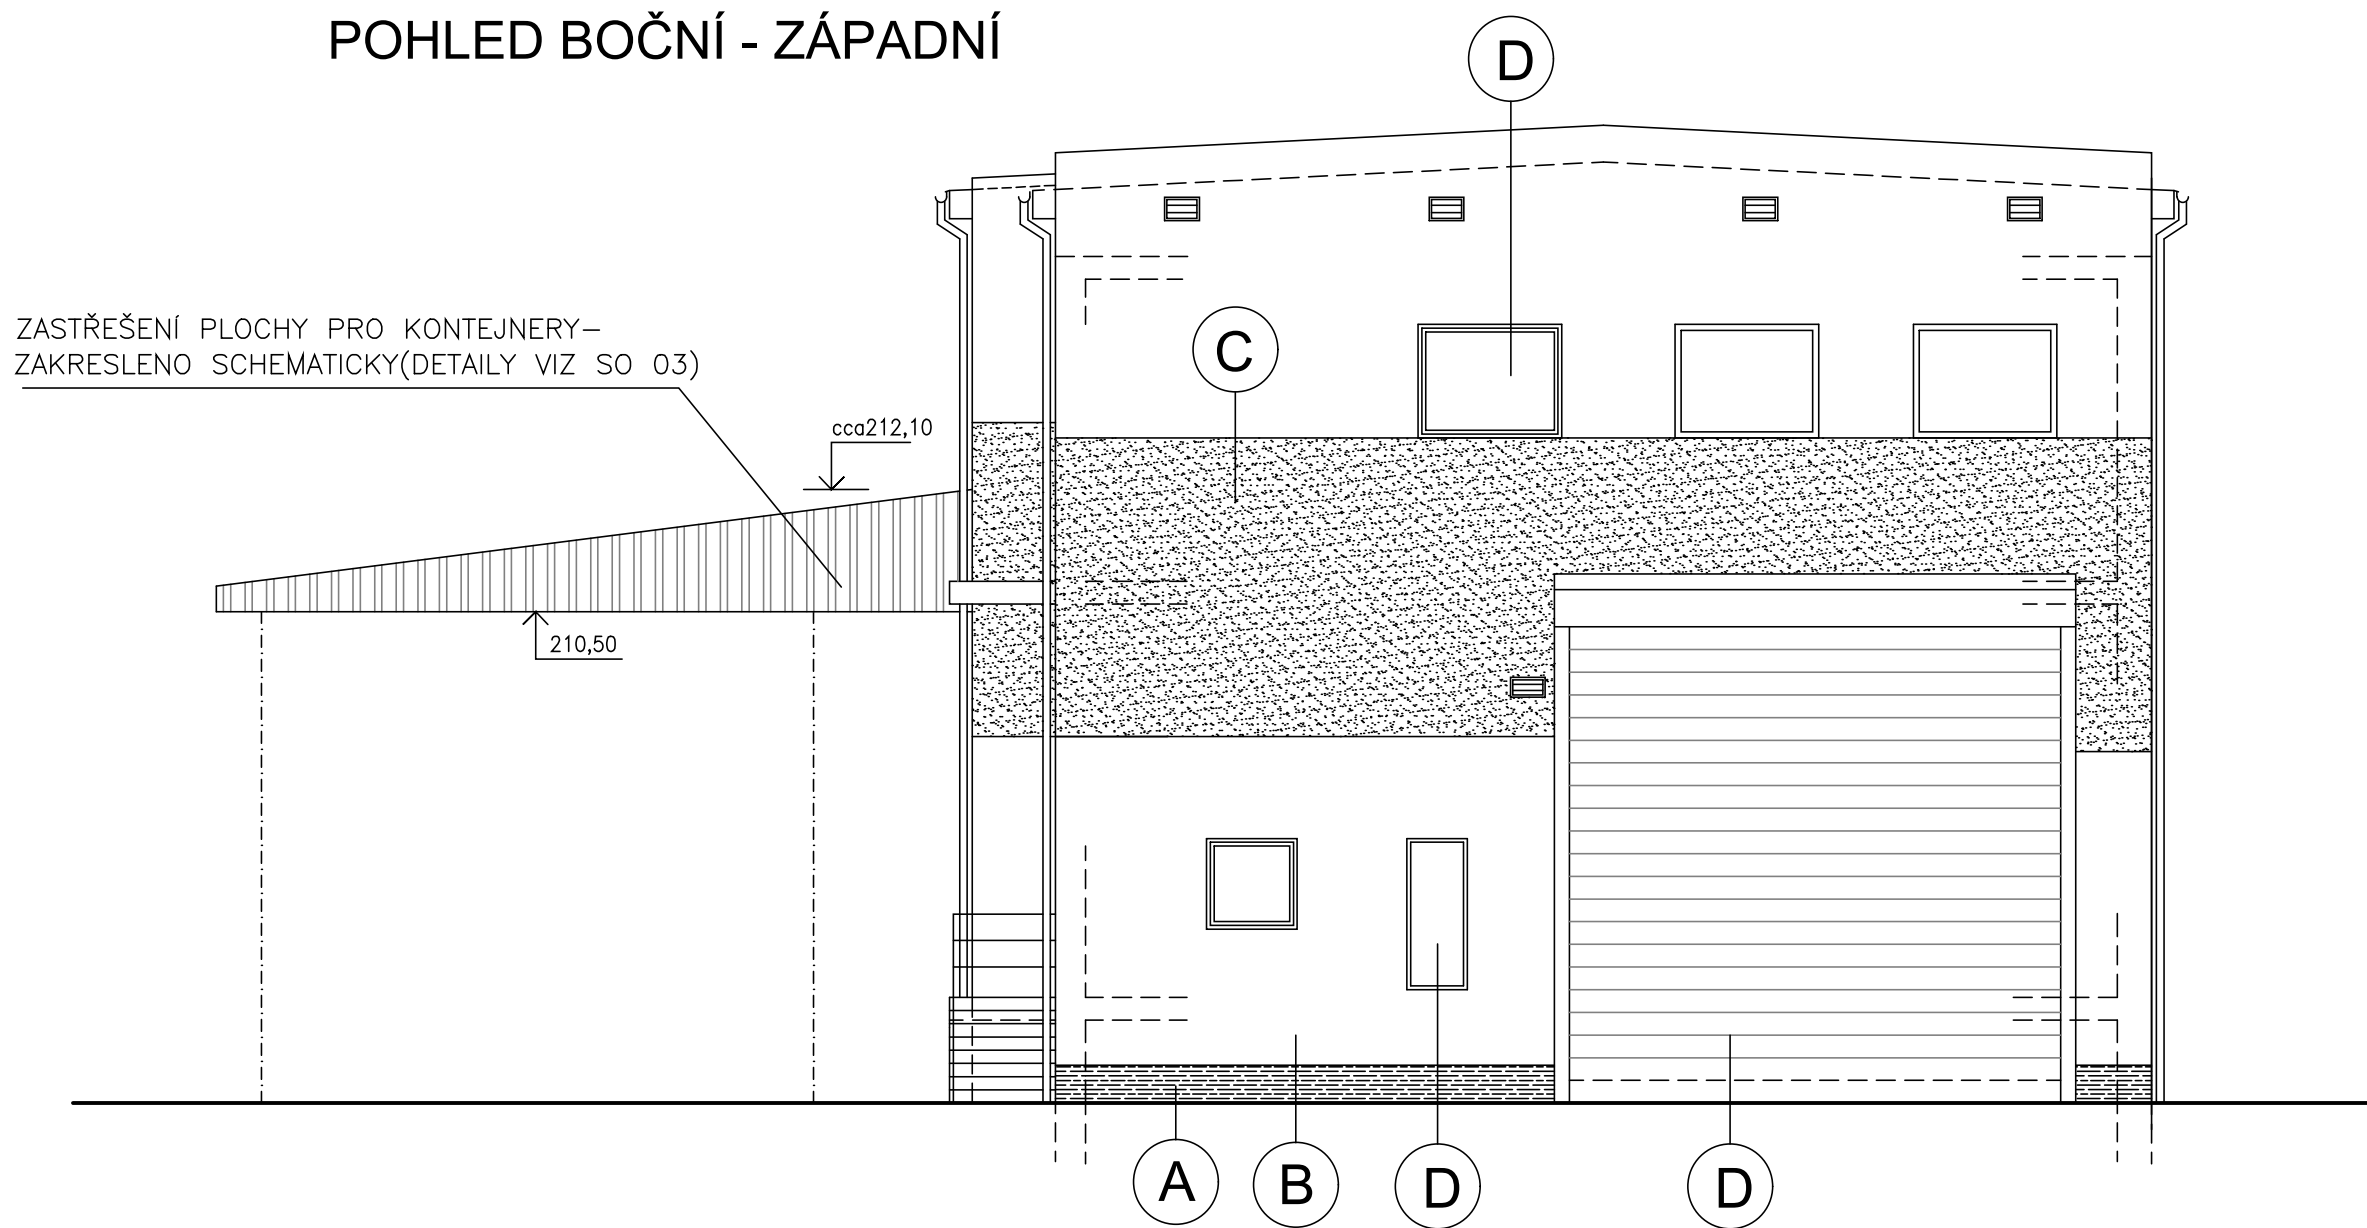 POHLED BOČNÍ - ZÁPADNÍ
D
ZASTŘEŠENÍ PLOCHY PRO KONTEJNERY-
ZAKRESLENO SCHEMATICKY(DETAILY VIZ SO 03)
C
cca212,10
210,50
A
B
D
D